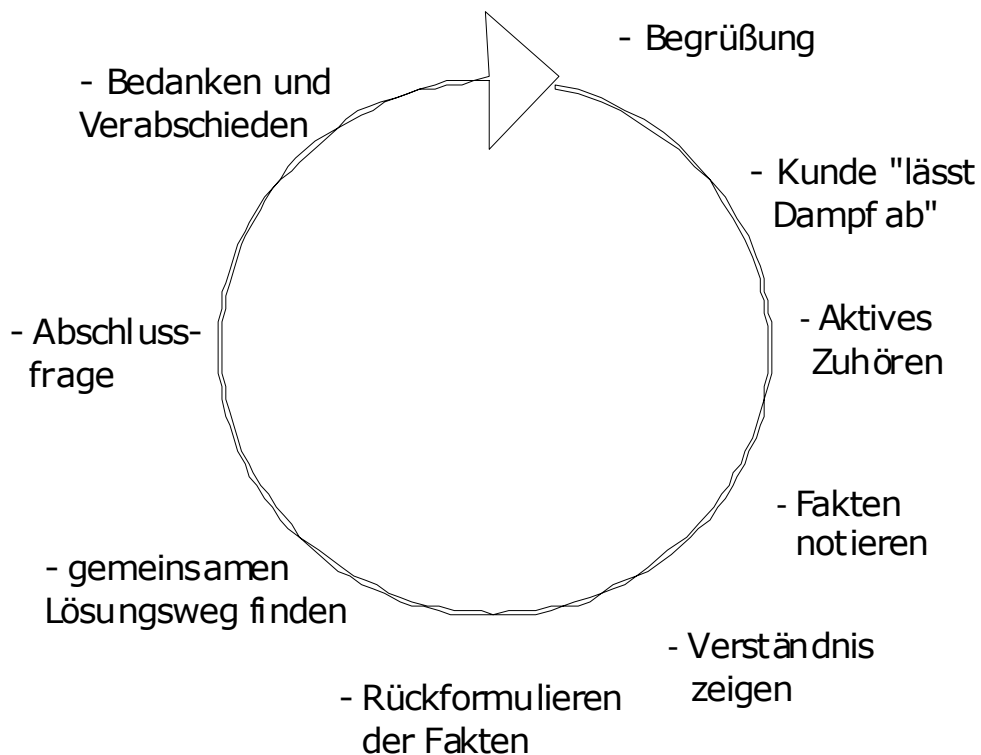 - Begrüßung
- Kunde "lässt
Dampf ab"
- Aktives
Zuhören
- Fakten
notieren
- Verständnis
zeigen
- Rückformulieren
der Fakten
- gemeinsamen
Lösungsweg finden
- Abschluss-
frage
- Bedanken und
Verabschieden